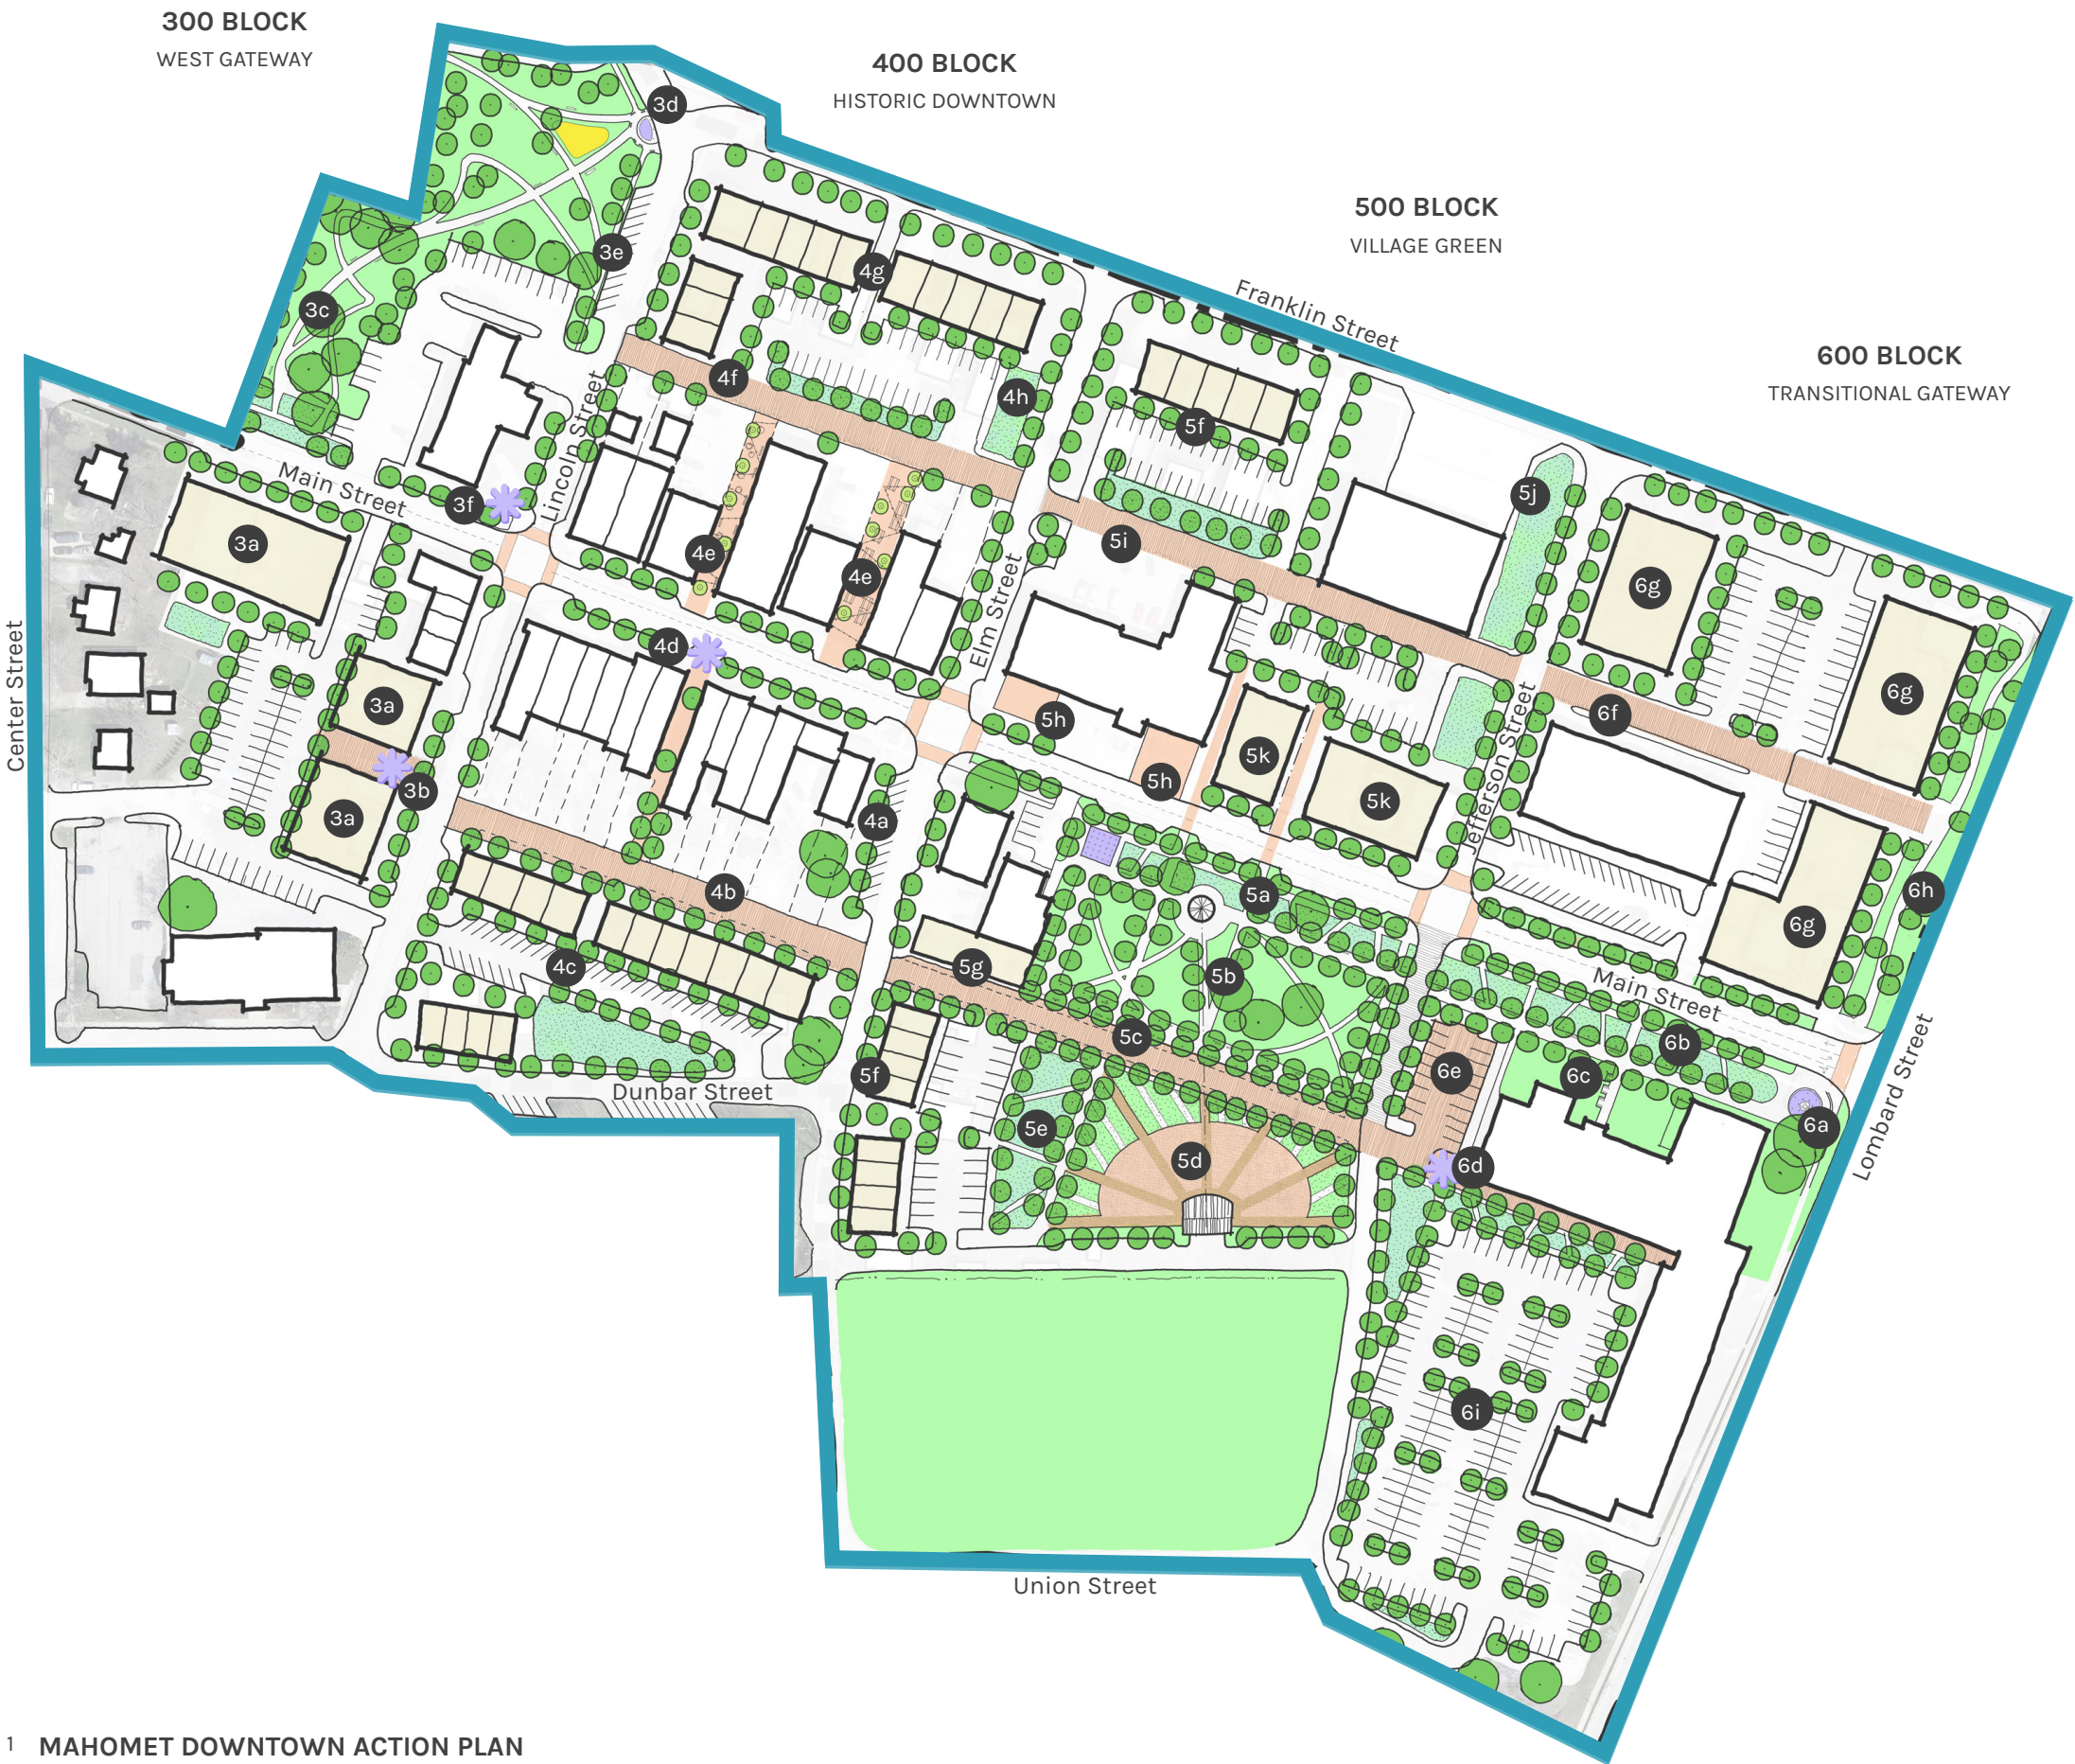 300 BLOCK
WEST GATEWAY
400 BLOCK
HISTORIC DOWNTOWN
500 BLOCK
VILLAGE GREEN
600 BLOCK
TRANSITIONAL GATEWAY
3d
3e
3c
4g
Franklin Street
4f
4h
5f
Lincoln Street
Main Street
3f
5j
3a
4e
4e
5i
Elm Street
6g
Center Street
4d
3a
5h
5h
5k
5k
Jefferson Street
6f
6g
3b
3a
4a
4b
5a
6h
6g
4c
5g
5b
Main Street
5c
6b
5f
6e
6c
Dunbar Street
5e
5d
6d
6a
Lombard Street
6i
Union Street
1 MAHOMET DOWNTOWN ACTION PLAN